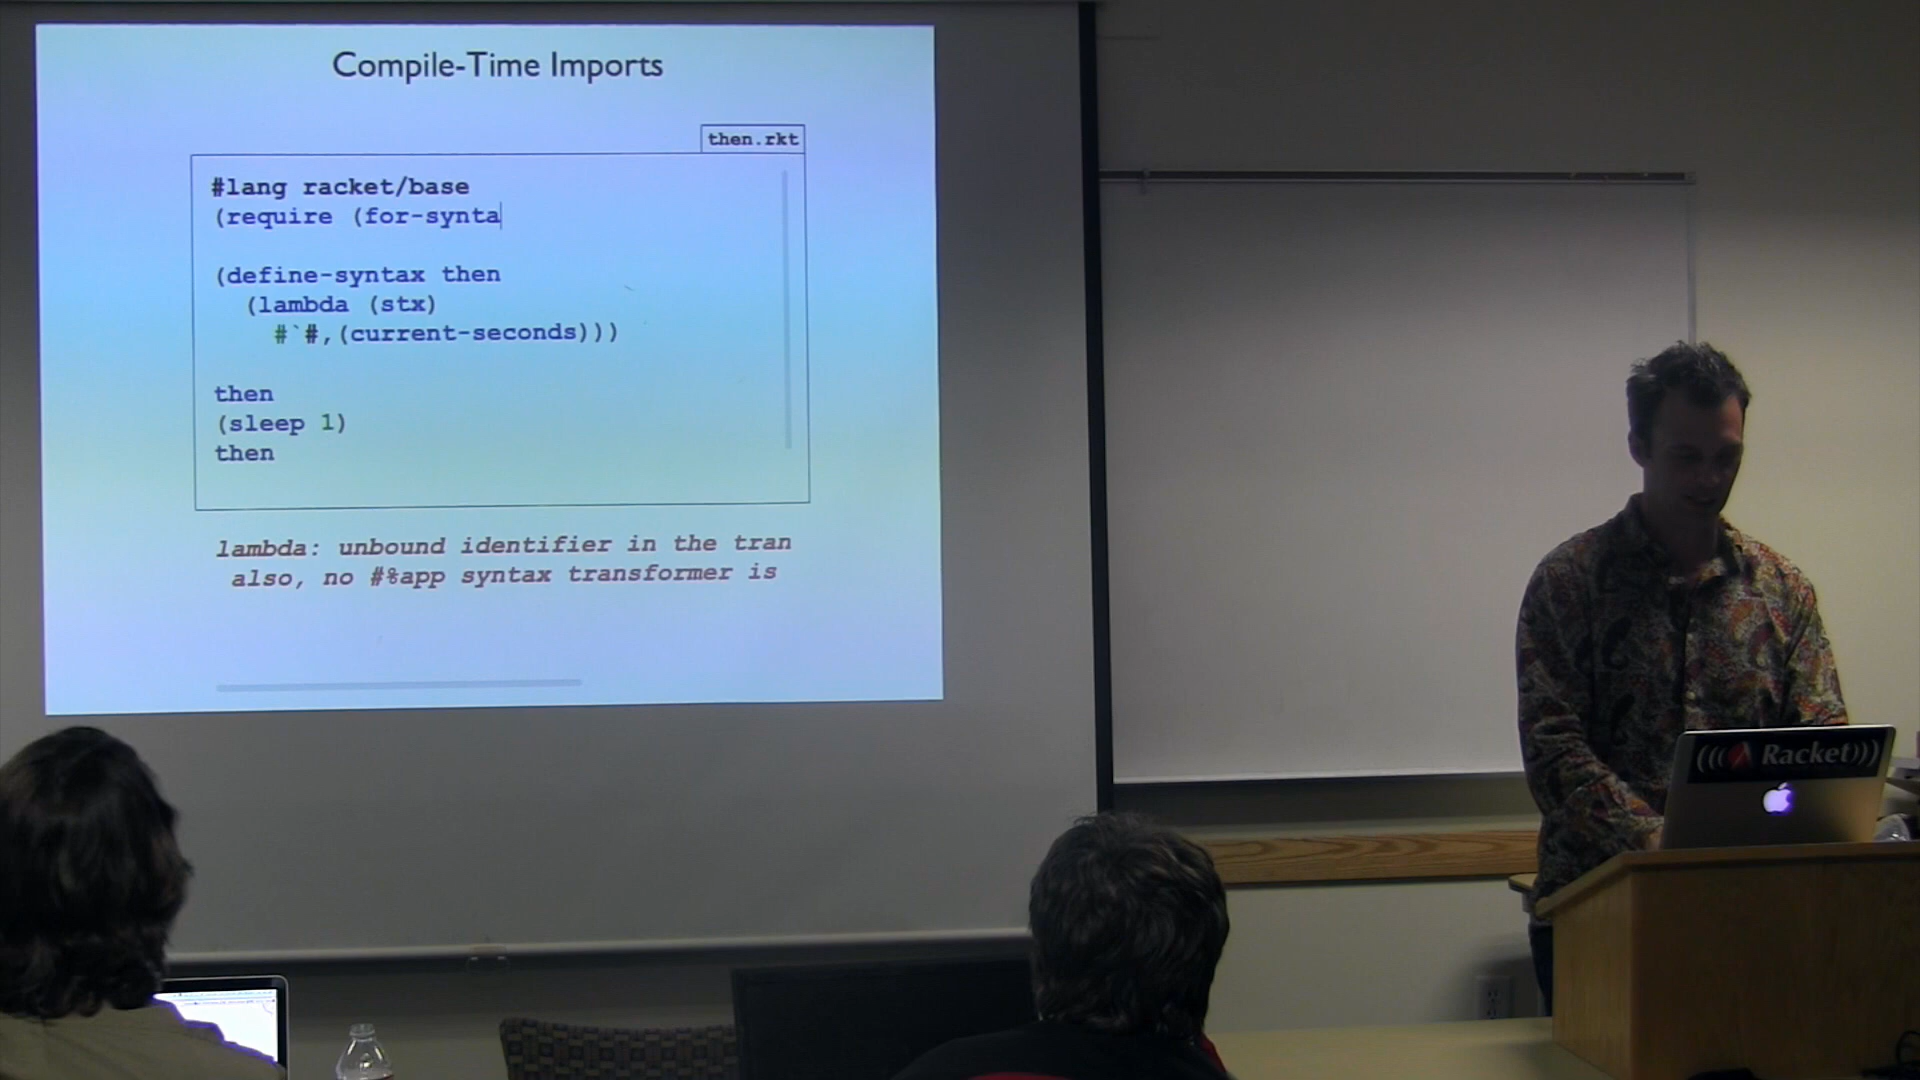 Compile-Time Imports
then.rkt
#lang racket/base
(require (for-synta
(define-syntax then
(lambda (stx)
#`#,(current-seconds)))
then
(sleep 1)
then
lambda: unbound identifier in the tran
also, no #%app syntax transformer is
(((Racket)))